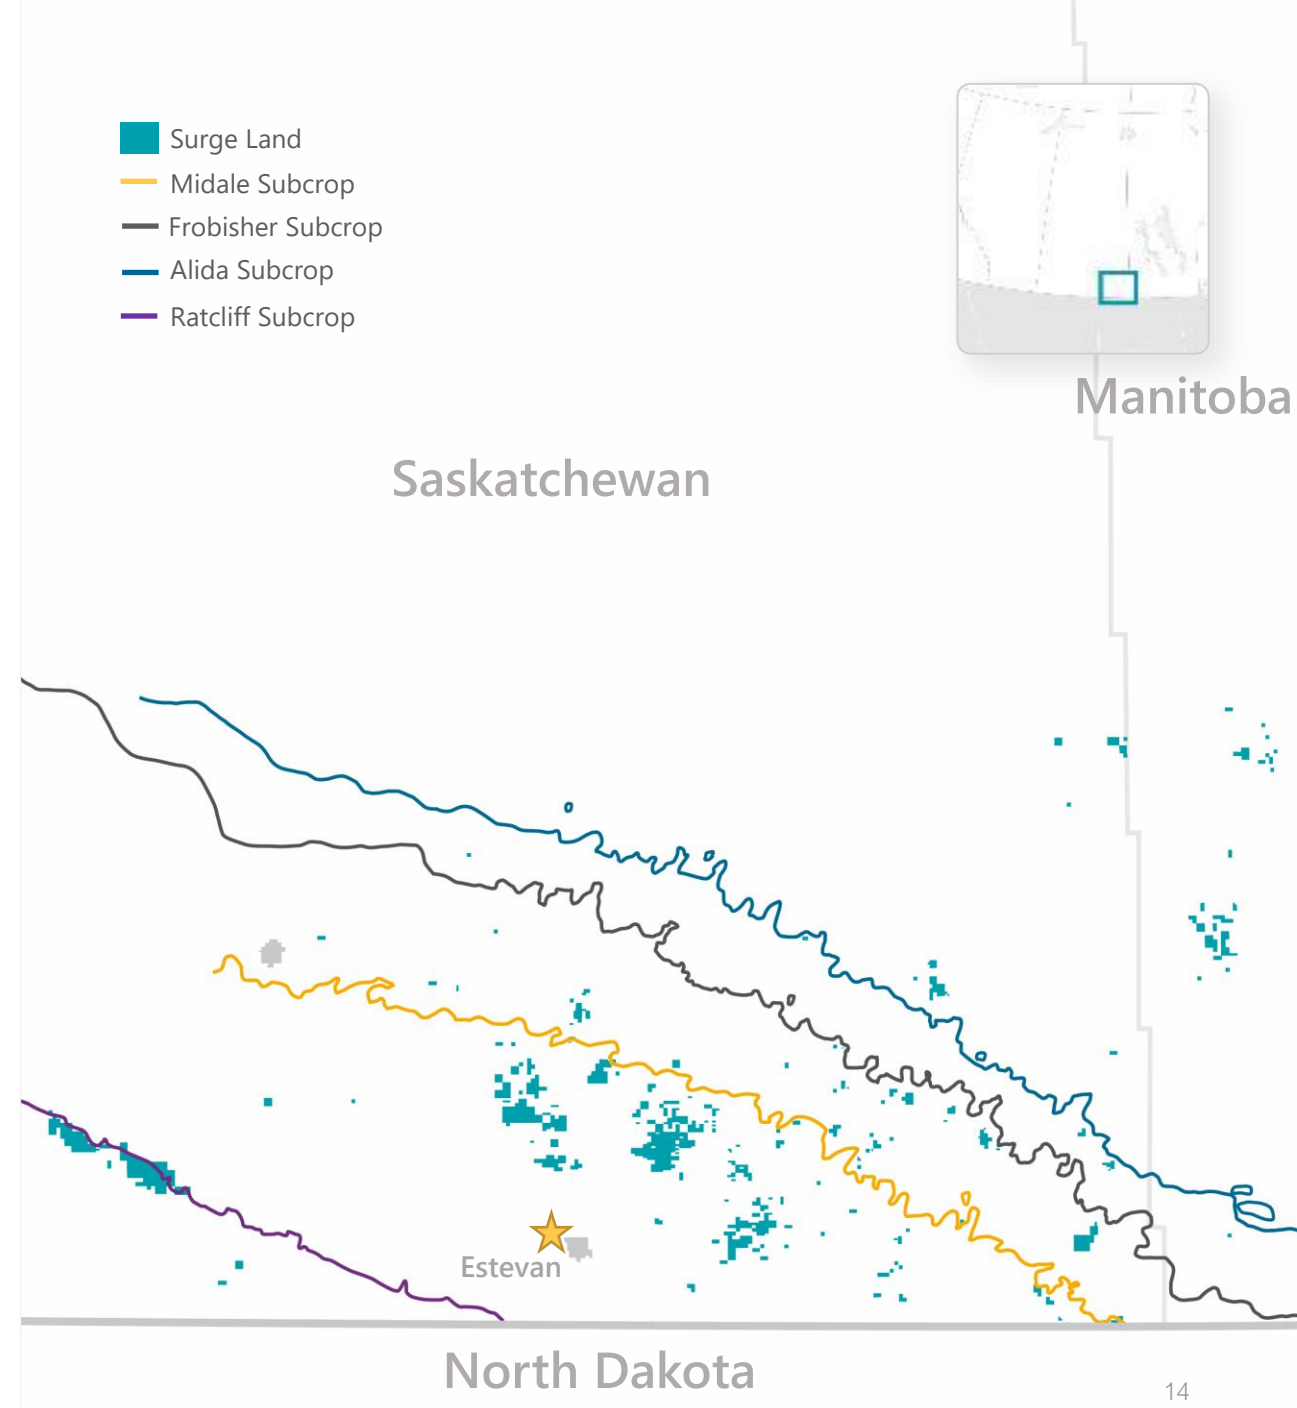 Surge Land
Midale Subcrop
Frobisher Subcrop
Alida Subcrop
Ratcliff Subcrop
Manitoba
Saskatchewan
Estevan
North Dakota
14